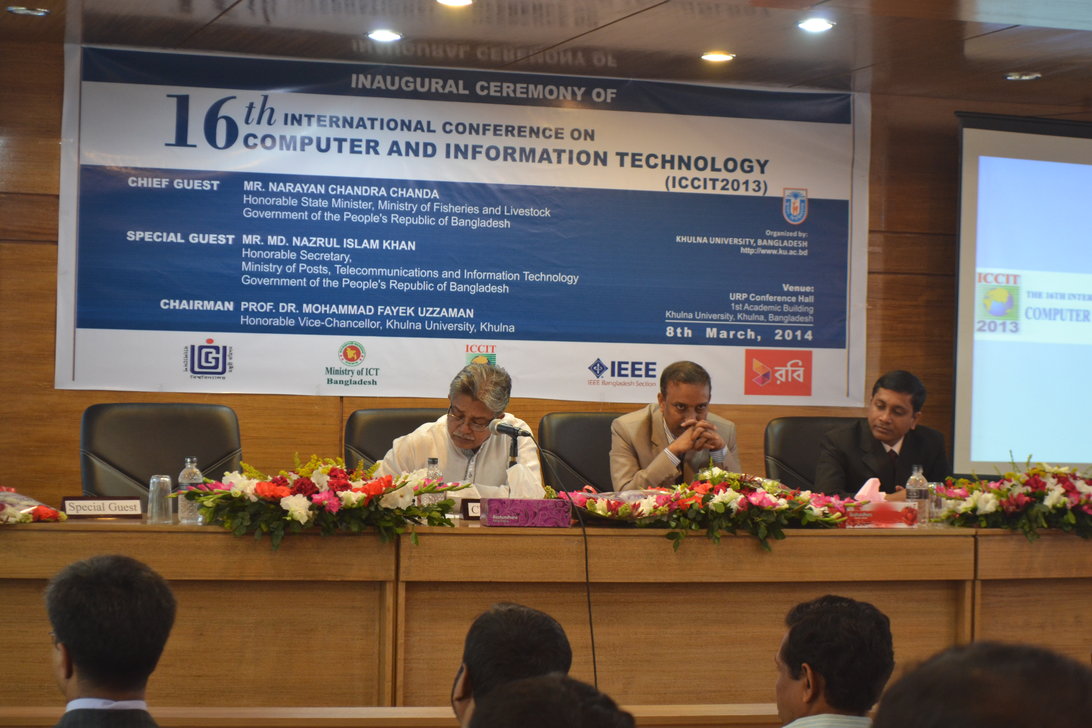 INAUGURAL CEREMONY OF
16th INTERNATIONAL CONFERENCE ON
COMPUTER AND INFORMATION TECHNOLOGY
(ICCIT2013)
CHIEF GUEST
MR. NARAYAN CHANDRA CHANDA
Honorable State Minister, Ministry of Fisheries and Livestock
Government of the People's Republic of Bangladesh
SPECIAL GUEST
MR. MD. NAZRUL ISLAM KHAN
Honorable Secretary,
Ministry of Posts, Telecommunications and Information Technology
Government of the People's Republic of Bangladesh
CHAIRMAN
PROF. DR. MOHAMMAD FAYEK UZZAMAN
Honorable Vice-Chancellor, Khulna University, Khulna
Organized by:
KHULNA UNIVERSITY, BANGLADESH
http://www.ku.ac.bd
Venue:
URP Conference Hall
1st Academic Building
Khulna University, Khulna, Bangladesh
8th March, 2014
Ministry of ICT
Bangladesh
ICCIT
IEEE
IEEE Bangladesh Section
রবি
ICCIT
2013
THE 16TH INTER
COMPUTER
Special Guest